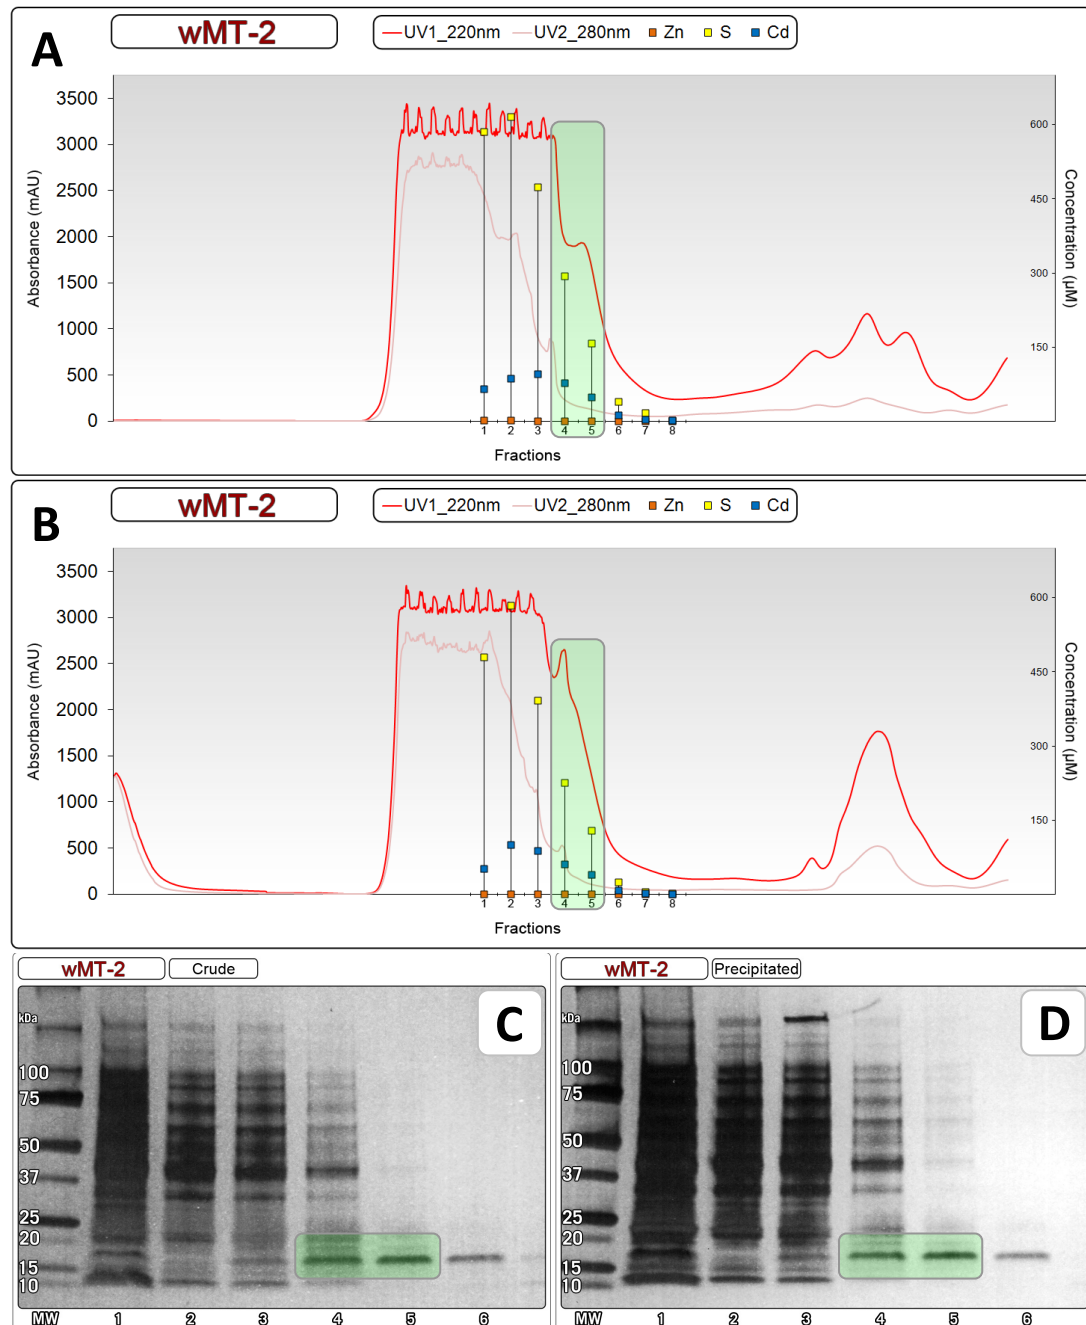 A
wMT-2
UV1_220nm UV2_280nm Zn S Cd
Absorbance (mAU)
3500
3000
2500
2000
1500
1000
500
0
Concentration (µM)
600
450
300
150
1 2 3 4 5 6 7 8
Fractions
B
wMT-2
UV1_220nm UV2_280nm Zn S Cd
Absorbance (mAU)
3500
3000
2500
2000
1500
1000
500
0
Concentration (µM)
600
450
300
150
1 2 3 4 5 6 7 8
Fractions
wMT-2 Crude
C
kDa
100
75
50
37
25
20
15
10
MW 1 2 3 4 5 6
wMT-2 Precipitated
D
kDa
100
75
50
37
25
20
15
10
MW 1 2 3 4 5 6